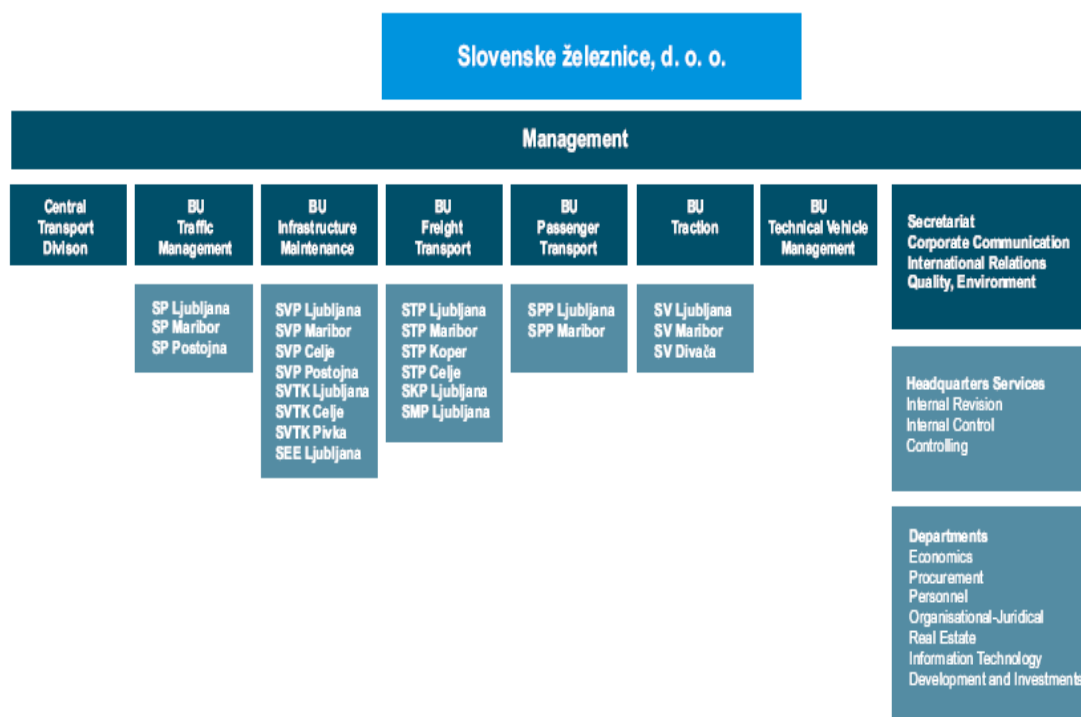 Slovenske železnice, d. o. o.
Management
Central
Transport
Divison
BU
Traffic
Management
BU
Infrastructure
Maintenance
BU
Freight
Transport
BU
Passenger
Transport
BU
Traction
BU
Technical Vehicle
Management
Secretariat
Corporate Communication
International Relations
Quality, Environment
SP Ljubljana
SP Maribor
SP Postojna
SVP Ljubljana
SVP Maribor
SVP Celje
SVP Postojna
SVTK Ljubljana
SVTK Celje
SVTK Pivka
SEE Ljubljana
STP Ljubljana
STP Maribor
STP Koper
STP Celje
SKP Ljubljana
SMP Ljubljana
SPP Ljubljana
SPP Maribor
SV Ljubljana
SV Maribor
SV Divača
Headquarters Services
Internal Revision
Internal Control
Controlling
Departments
Economics
Procurement
Personnel
Organisational-Juridical
Real Estate
Information Technology
Development and Investments